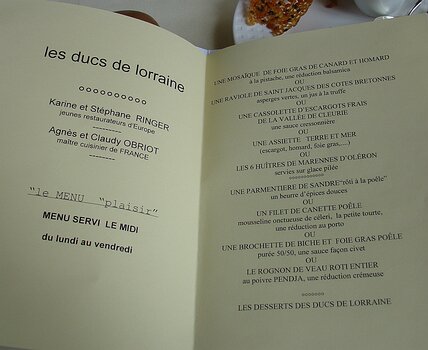 les ducs de lorraine
°°°°°°°°°°
Karine et Stéphane RINGER
jeunes restaurateurs d'Europe
---------
Agnès et Claudy OBRIOT
maître cuisinier de FRANCE
--------
"le MENU "plaisir"
MENU SERVI LE MIDI
du lundi au vendredi
UNE MOSAÏQUE DE FOIE GRAS DE CANARD ET HOMARD
à la pistache, une réduction balsamica
OU
UNE RAVIOLE DE SAINT JACQUES DES COTES BRETONNES
asperges vertes, un jus à la truffe
OU
UNE CASSOLETTE D'ESCARGOTS FRAIS
DE LA VALLÉE DE CLEURIE
une sauce cressonnière
OU
UNE ASSIETTE TERRE ET MER
(escargot, homard, foie gras,...)
OU
LES 6 HUÎTRES DE MARENNES D'OLÉRON
servies sur glace pilée
°°°°°°°°°°°°
UNE PARMENTIERE DE SANDRE"rôti à la poêle"
un beurre d'épices douces
OU
UN FILET DE CANETTE POÊLE
mousseline onctueuse de céleri, la petite tourte,
une réduction au porto
OU
UNE BROCHETTE DE BICHE ET FOIE GRAS POÊLE
purée 50/50, une sauce façon civet
OU
LE ROGNON DE VEAU ROTI ENTIER
au poivre PENDJA, une réduction crémeuse
°°°°°°°
LES DESSERTS DES DUCS DE LORRAINE